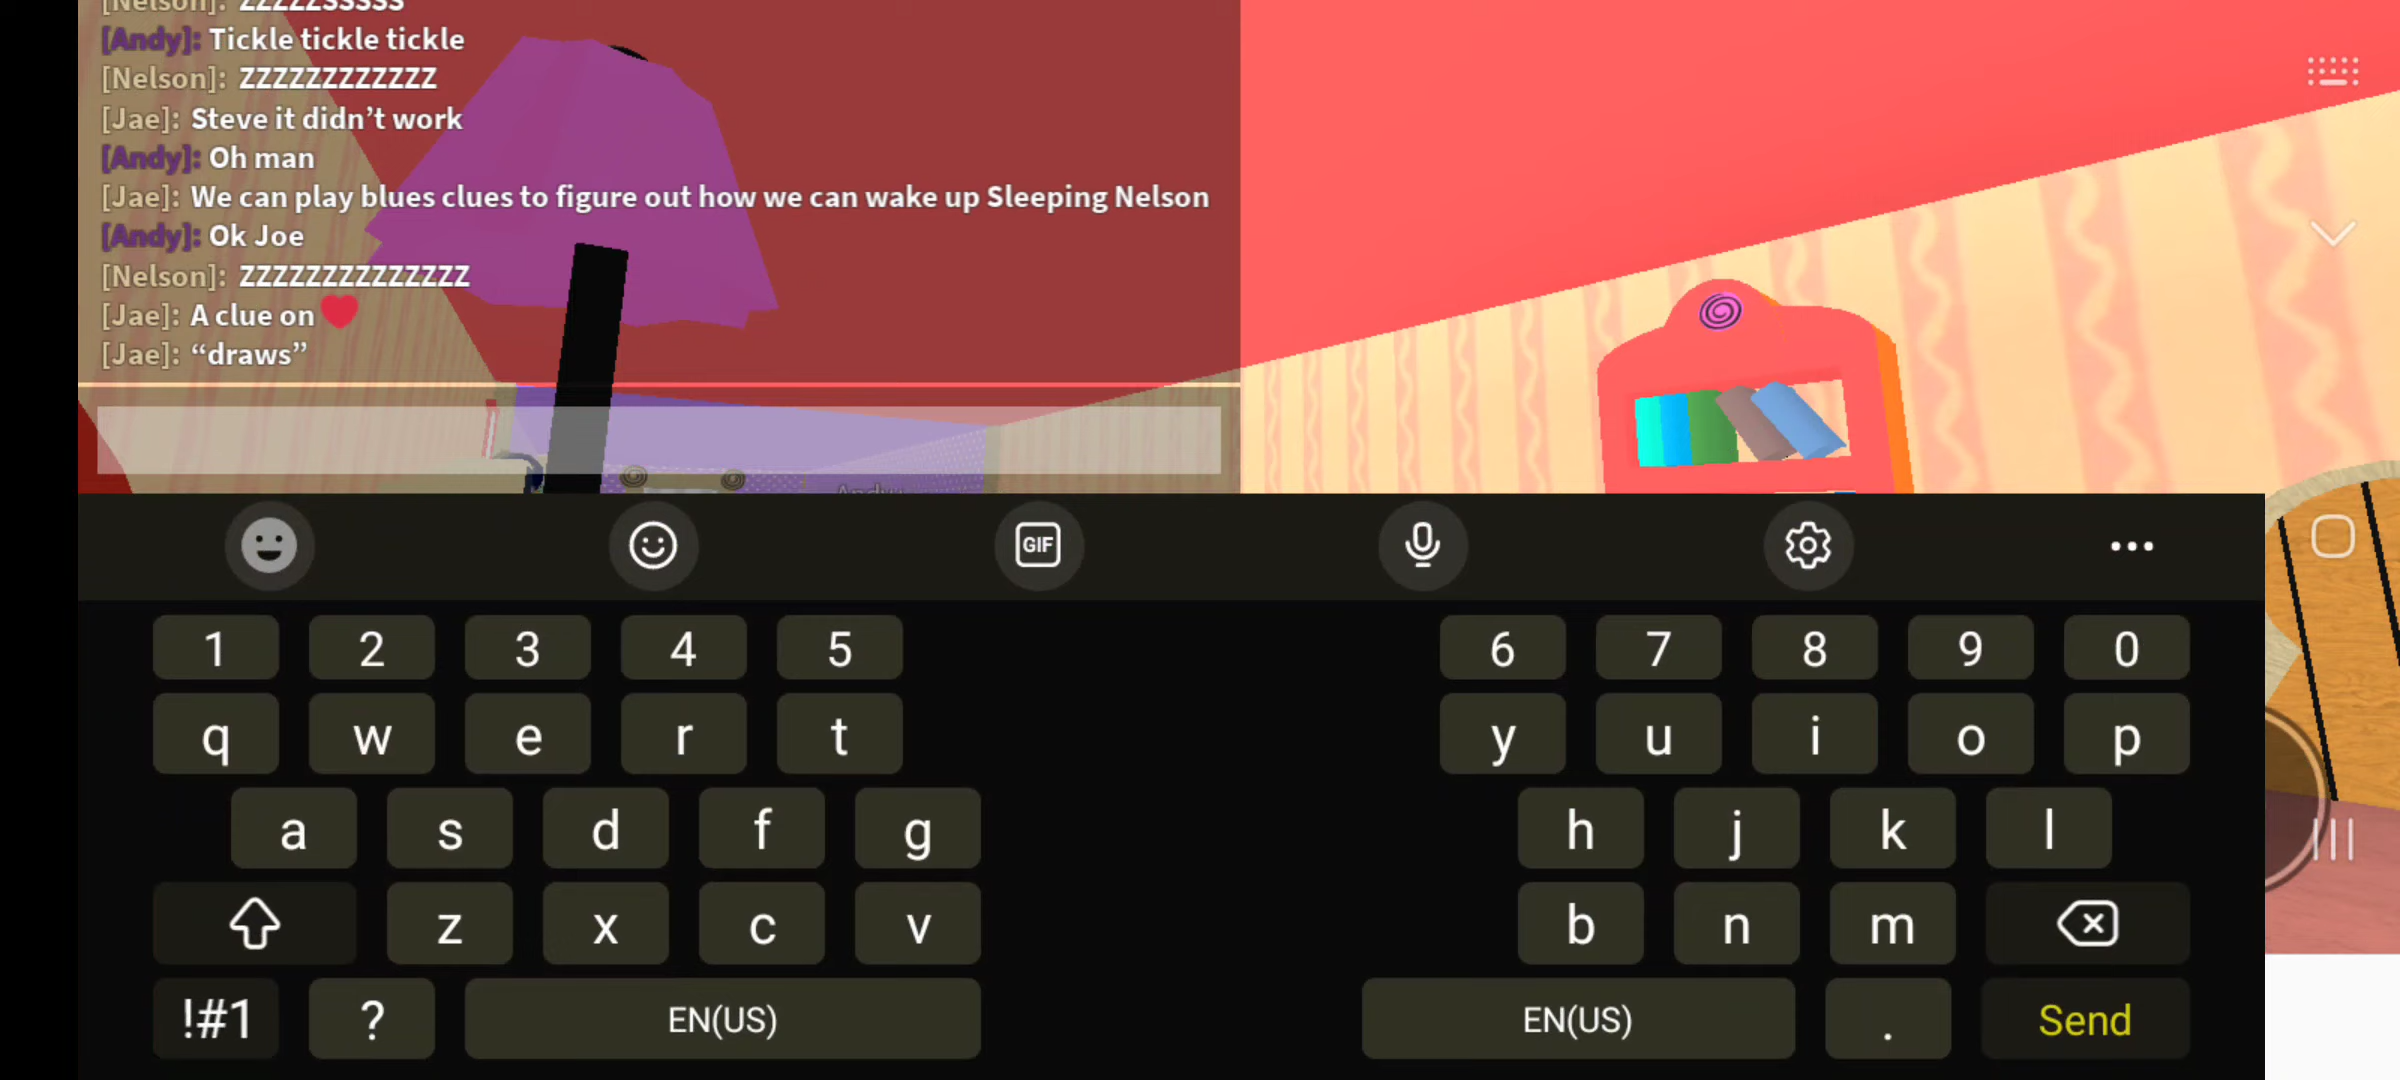 [Nelson]: ZZZZZSSSSS
[Andy]: Tickle tickle tickle
[Nelson]: ZZZZZZZZZZZZ
[Jae]: Steve it didn’t work
[Andy]: Oh man
[Jae]: We can play blues clues to figure out how we can wake up Sleeping Nelson
[Andy]: Ok Joe
[Nelson]: ZZZZZZZZZZZZZZ
[Jae]: A clue on❤️
[Jae]: “draws”
Andy
GIF
1 2 3 4 5 6 7 8 9 0
q w e r t y u i o p
a s d f g h j k l
z x c v b n m
!#1 ? EN(US) EN(US) . Send